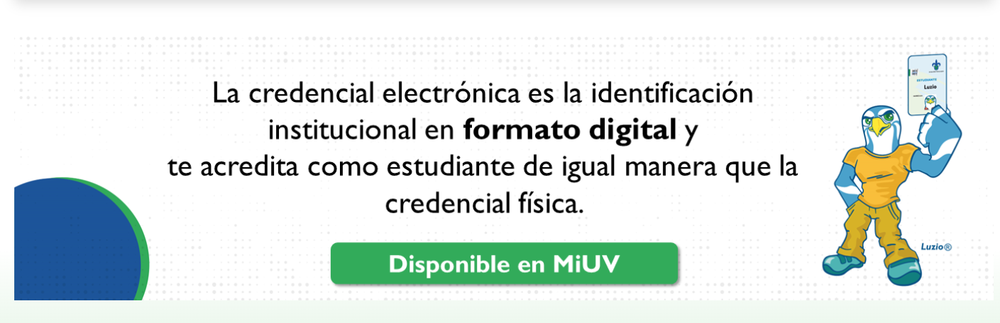 La credencial electrónica es la identificación
institucional en formato digital y
te acredita como estudiante de igual manera que la
credencial física.
Disponible en MiUV
ESTUDIANTE
Luzio
Luzio®